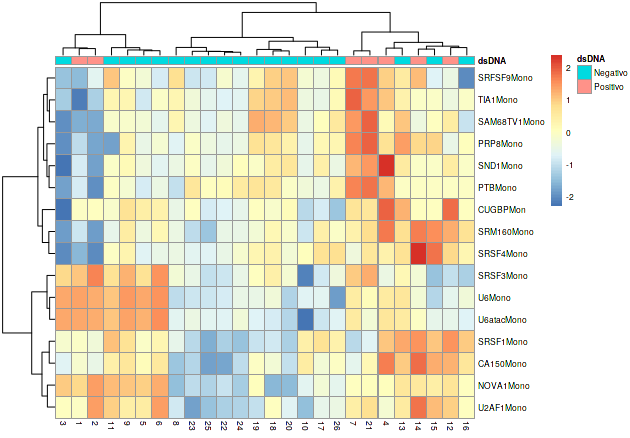 dsDNA
SRFSF9Mono
TIA1Mono
SAM68TV1Mono
PRP8Mono
SND1Mono
PTBMono
CUGBPMon
SRM160Mono
SRSF4Mono
SRSF3Mono
U6Mono
U6atacMono
SRSF1Mono
CA150Mono
NOVA1Mono
U2AF1Mono
3 1 2 11 9 5 6 8 23 25 22 24 19 18 20 10 17 26 7 21 4 13 14 15 12 16
2
1
0
-1
-2
dsDNA
Negativo
Positivo